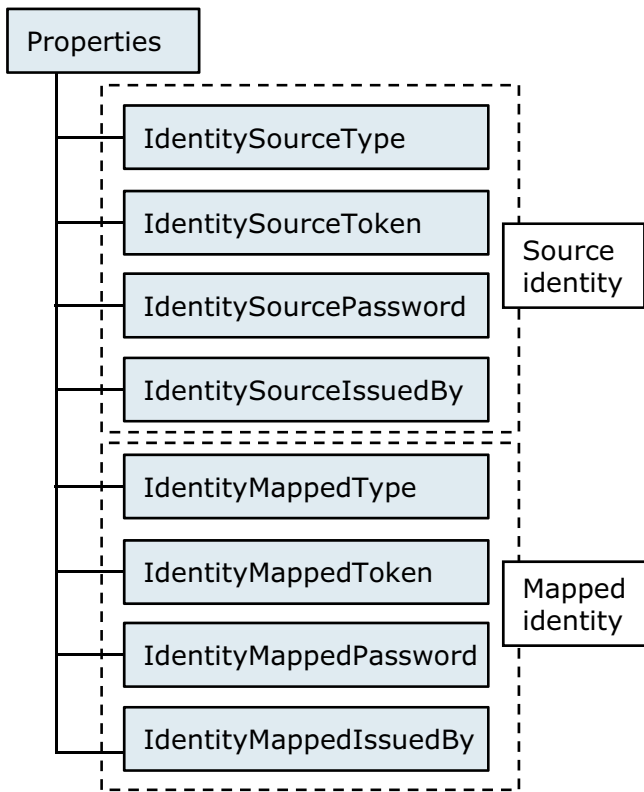 Properties
IdentitySourceType
IdentitySourceToken
Source
identity
IdentitySourcePassword
IdentitySourceIssuedBy
IdentityMappedType
IdentityMappedToken
Mapped
identity
IdentityMappedPassword
IdentityMappedIssuedBy